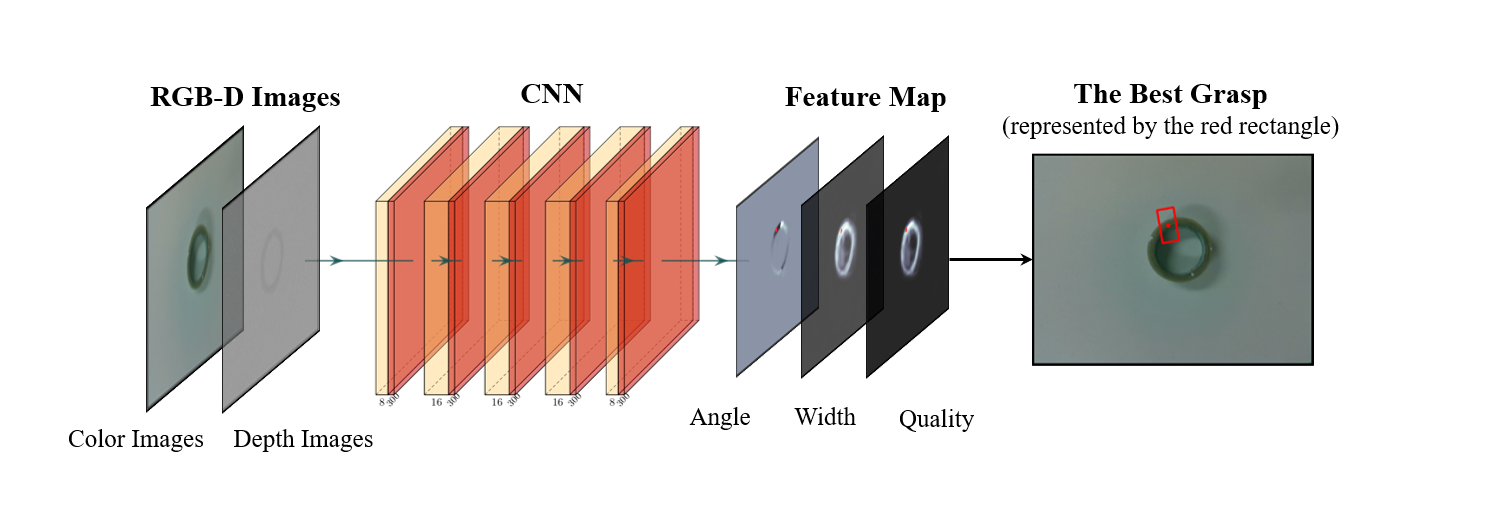 RGB-D Images
CNN
Feature Map
The Best Grasp
(represented by the red rectangle)
8 300
16 300
16 300
16 300
8 300
Angle
Width
Quality
Color Images
Depth Images